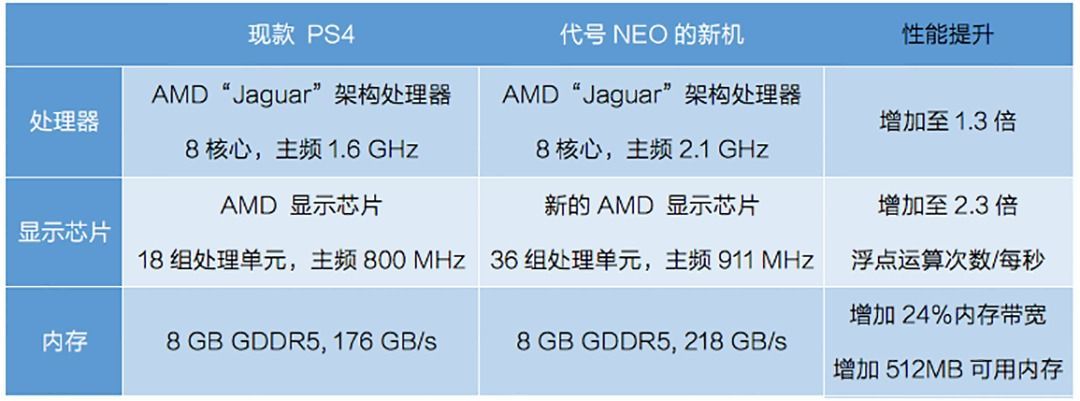 现款 PS4 代号 NEO 的新机 性能提升
处理器 AMD“Jaguar”架构处理器 AMD“Jaguar”架构处理器 增加至 1.3 倍
8 核心，主频 1.6 GHz 8 核心，主频 2.1 GHz
显示芯片 AMD 显示芯片 新的 AMD 显示芯片 增加至 2.3 倍
18 组处理单元，主频 800 MHz 36 组处理单元，主频 911 MHz 浮点运算次数/每秒
内存 8 GB GDDR5, 176 GB/s 8 GB GDDR5, 218 GB/s 增加 24%内存带宽
增加 512MB 可用内存